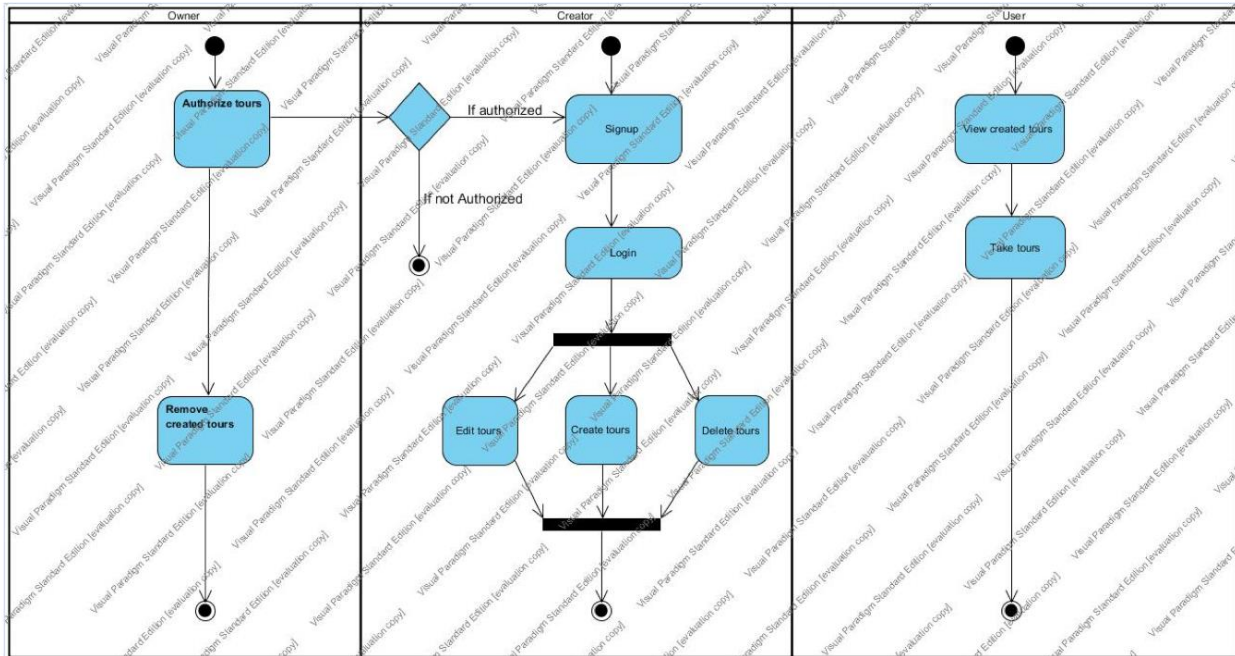 Owner
Creator
User
Authorize tours
If authorized
Signup
View created tours
If not Authorized
Login
Take tours
Remove
created tours
Edit tours
Create tours
Delete tours
Visual Paradigm Standard Edition [evaluation copy]